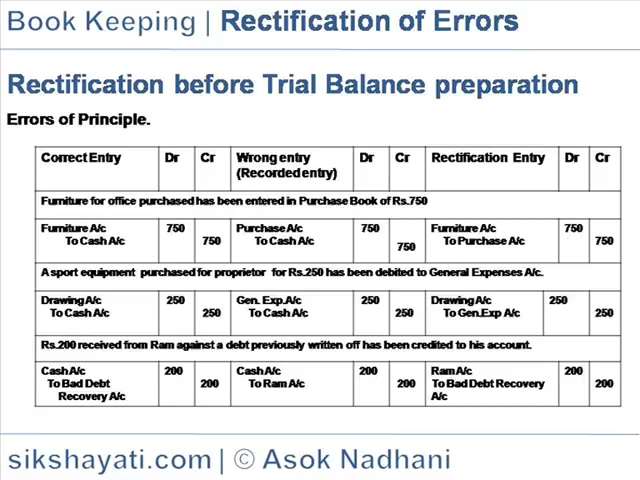 Book Keeping | Rectification of Errors
Rectification before Trial Balance preparation
Errors of Principle.
Correct Entry Dr Cr Wrong entry Dr Cr Rectification Entry Dr Cr
(Recorded entry)
Furniture for office purchased has been entered in Purchase Book of Rs.750
Furniture A/c 750 Purchase A/c 750 Furniture A/c 750
To Cash A/c 750 To Cash A/c 750 To Purchase A/c 750
A sport equipment purchased for proprietor for Rs.250 has been debited to General Expenses A/c.
Drawing A/c 250 Gen. Exp.A/c 250 Drawing A/c 250
To Cash A/c 250 To Cash A/c 250 To Gen.Exp A/c 250
Rs.200 received from Ram against a debt previously written off has been credited to his account.
Cash A/c 200 Cash A/c 200 Ram A/c 200
To Bad Debt 200 To Ram A/c 200 To Bad Debt Recovery 200
Recovery A/c A/c
sikshayati.com | © Asok Nadhani